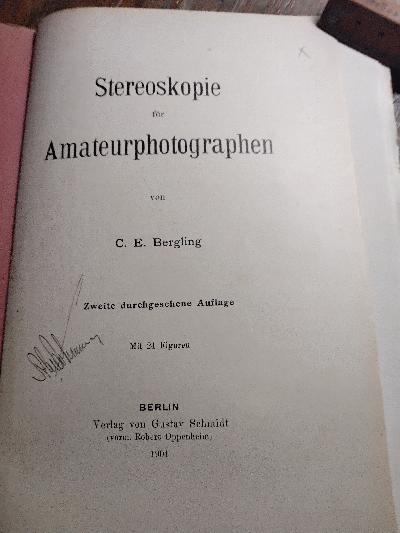 Stereoskopie
für
Amateurphotographen
von
C. E. Bergling
Zweite durchgesehene Auflage
Mit 24 Figuren
BERLIN
Verlag von Gustav Schmidt
(vorm. Robert Oppenheim)
1904